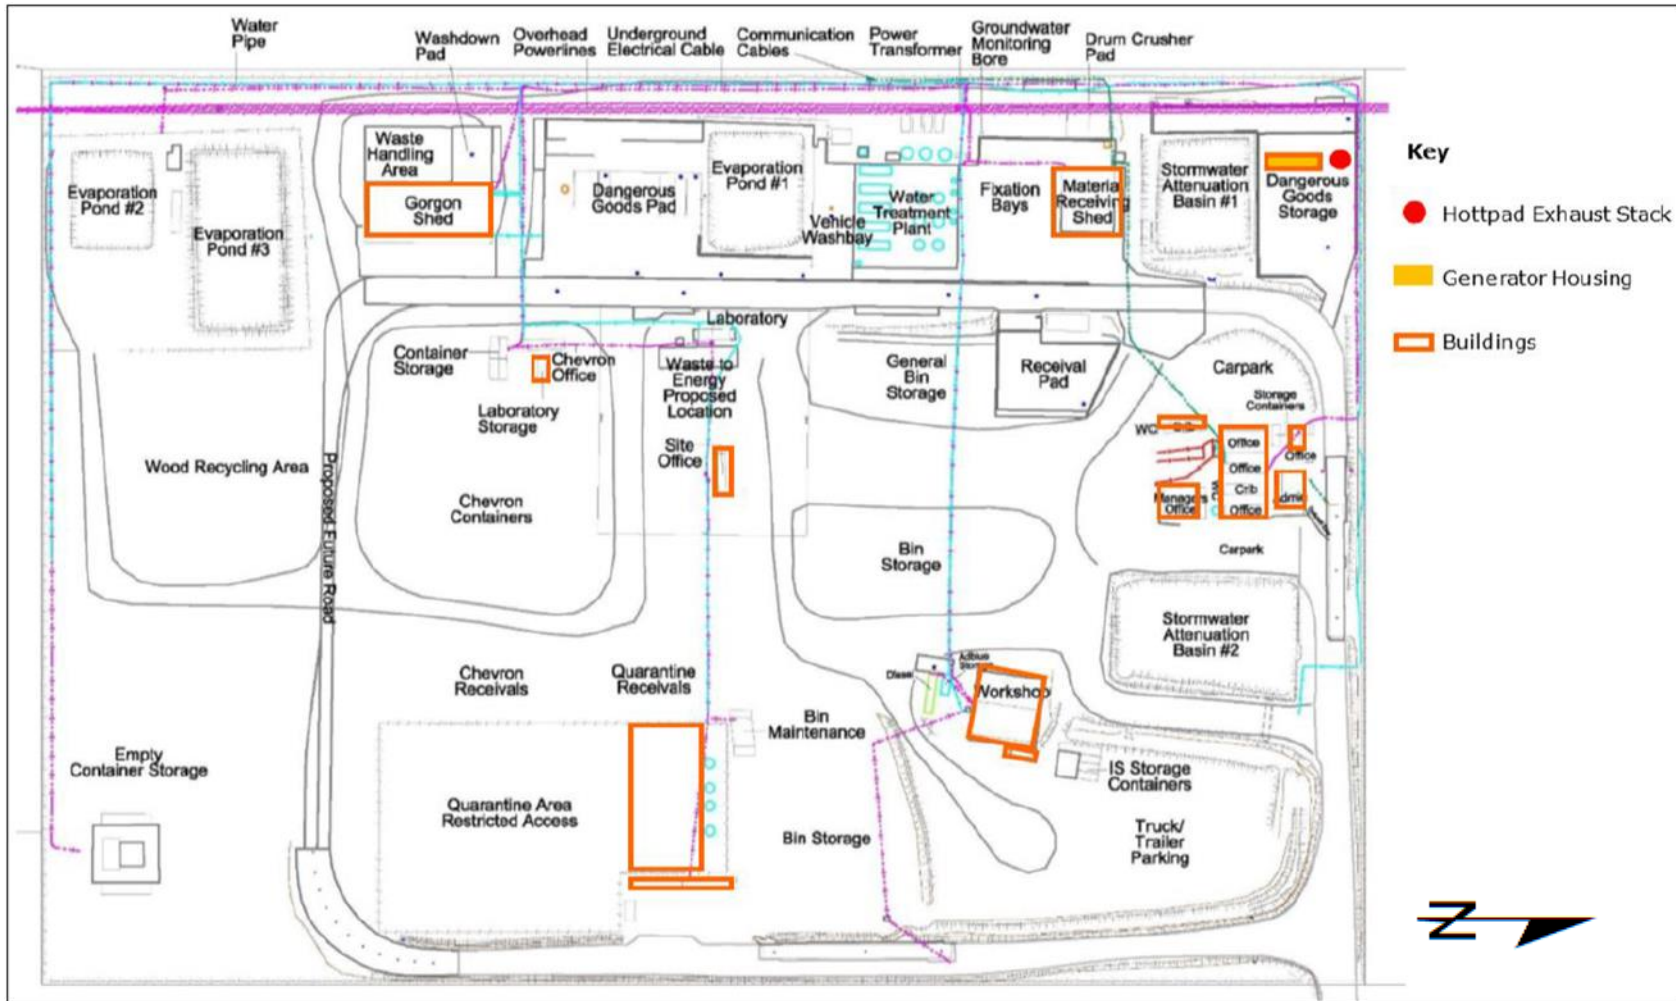 Water
Pipe
Washdown
Pad
Overhead
Powerlines
Underground
Electrical Cable
Communication
Cables
Power
Transformer
Groundwater
Monitoring
Bore
Drum Crusher
Pad
Evaporation
Pond #2
Evaporation
Pond #3
Waste
Handling
Area
Gorgon
Shed
Dangerous
Goods Pad
Evaporation
Pond #1
Vehicle
Washbay
Water
Treatment
Plant
Fixation
Bays
Material
Receiving
Shed
Stormwater
Attenuation
Basin #1
Dangerous
Goods
Storage
Key
Hottpad Exhaust Stack
Generator Housing
Buildings
Container
Storage
Chevron
Office
Laboratory
Storage
Laboratory
Waste to
Energy
Proposed
Location
Site
Office
General
Bin
Storage
Receival
Pad
Carpark
Storage
Containers
WC
Office
Office
Crib
Office
Office
Managers
Office
Admin
Carpark
Wood Recycling Area
Proposed Future Road
Chevron
Containers
Bin
Storage
Stormwater
Attenuation
Basin #2
Chevron
Receivals
Quarantine
Receivals
Diesel
Adblue
Workshop
Bin
Maintenance
Empty
Container Storage
Quarantine Area
Restricted Access
Bin Storage
IS Storage
Containers
Truck/
Trailer
Parking
N